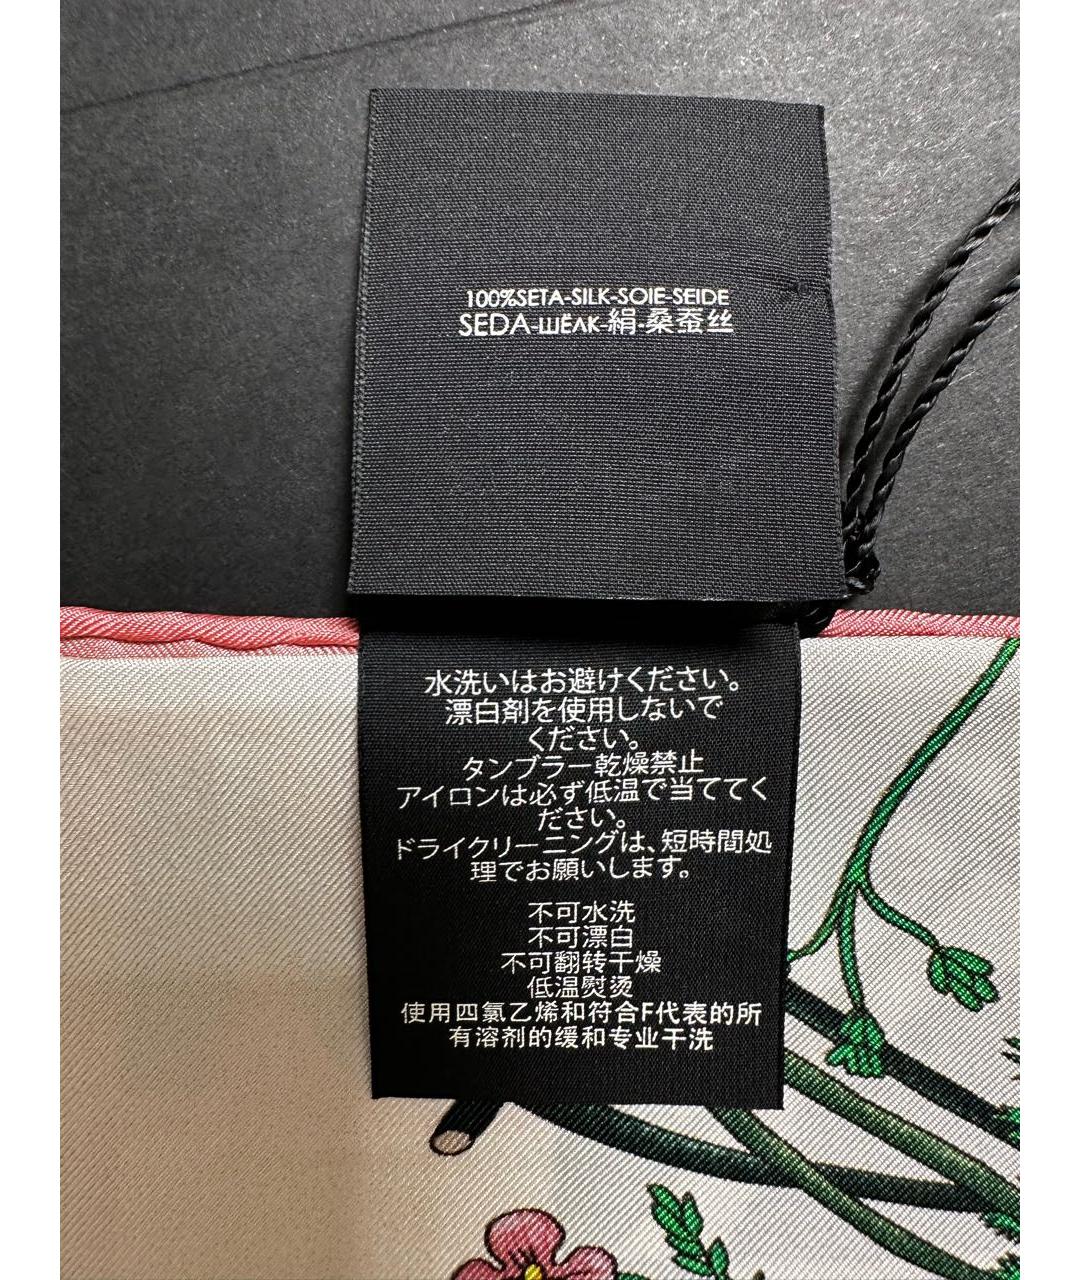 100%SETA-SILK-SOIE-SEIDE
SEDA-ШЁЛК-絹-桑蚕丝
水洗いはお避けください。
漂白剤を使用しないで
ください。
タンブラー乾燥禁止
アイロンは必ず低温で当ててく
ださい。
ドライクリーニングは、短時間処
理でお願いします。
不可水洗
不可漂白
不可翻转干燥
低温熨烫
使用四氯乙烯和符合F代表的所
有溶剂的缓和专业干洗